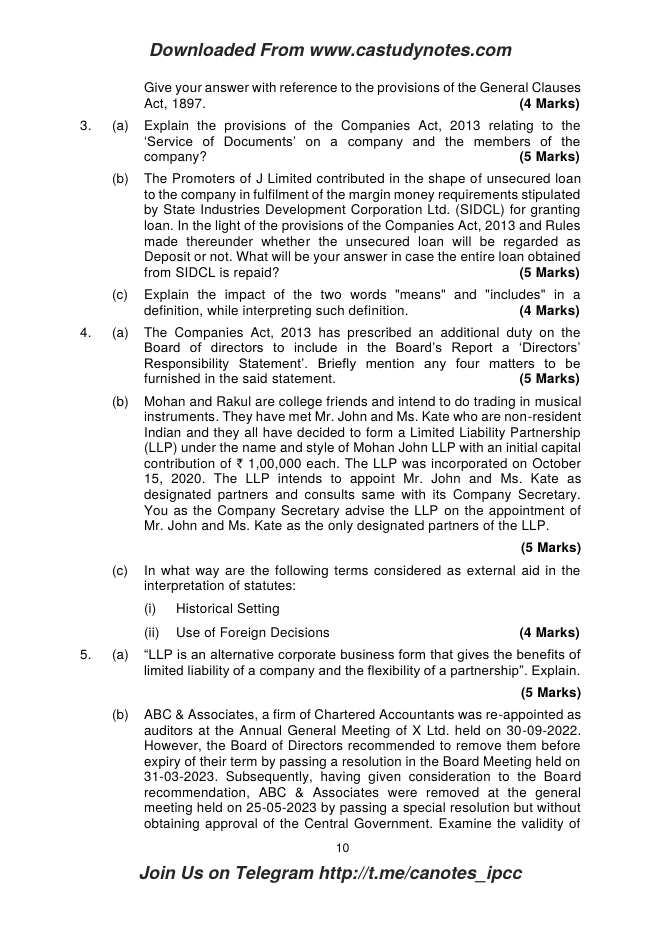 Downloaded From www.castudynotes.com
Give your answer with reference to the provisions of the General Clauses
Act, 1897. (4 Marks)
3. (a) Explain the provisions of the Companies Act, 2013 relating to the
‘Service of Documents’ on a company and the members of the
company? (5 Marks)
(b) The Promoters of J Limited contributed in the shape of unsecured loan
to the company in fulfilment of the margin money requirements stipulated
by State Industries Development Corporation Ltd. (SIDCL) for granting
loan. In the light of the provisions of the Companies Act, 2013 and Rules
made thereunder whether the unsecured loan will be regarded as
Deposit or not. What will be your answer in case the entire loan obtained
from SIDCL is repaid? (5 Marks)
(c) Explain the impact of the two words "means" and "includes" in a
definition, while interpreting such definition. (4 Marks)
4. (a) The Companies Act, 2013 has prescribed an additional duty on the
Board of directors to include in the Board’s Report a ‘Directors’
Responsibility Statement’. Briefly mention any four matters to be
furnished in the said statement. (5 Marks)
(b) Mohan and Rakul are college friends and intend to do trading in musical
instruments. They have met Mr. John and Ms. Kate who are non-resident
Indian and they all have decided to form a Limited Liability Partnership
(LLP) under the name and style of Mohan John LLP with an initial capital
contribution of ₹ 1,00,000 each. The LLP was incorporated on October
15, 2020. The LLP intends to appoint Mr. John and Ms. Kate as
designated partners and consults same with its Company Secretary.
You as the Company Secretary advise the LLP on the appointment of
Mr. John and Ms. Kate as the only designated partners of the LLP.
(5 Marks)
(c) In what way are the following terms considered as external aid in the
interpretation of statutes:
(i) Historical Setting
(ii) Use of Foreign Decisions (4 Marks)
5. (a) “LLP is an alternative corporate business form that gives the benefits of
limited liability of a company and the flexibility of a partnership”. Explain.
(5 Marks)
(b) ABC & Associates, a firm of Chartered Accountants was re-appointed as
auditors at the Annual General Meeting of X Ltd. held on 30-09-2022.
However, the Board of Directors recommended to remove them before
expiry of their term by passing a resolution in the Board Meeting held on
31-03-2023. Subsequently, having given consideration to the Board
recommendation, ABC & Associates were removed at the general
meeting held on 25-05-2023 by passing a special resolution but without
obtaining approval of the Central Government. Examine the validity of
10
Join Us on Telegram http://t.me/canotes_ipcc